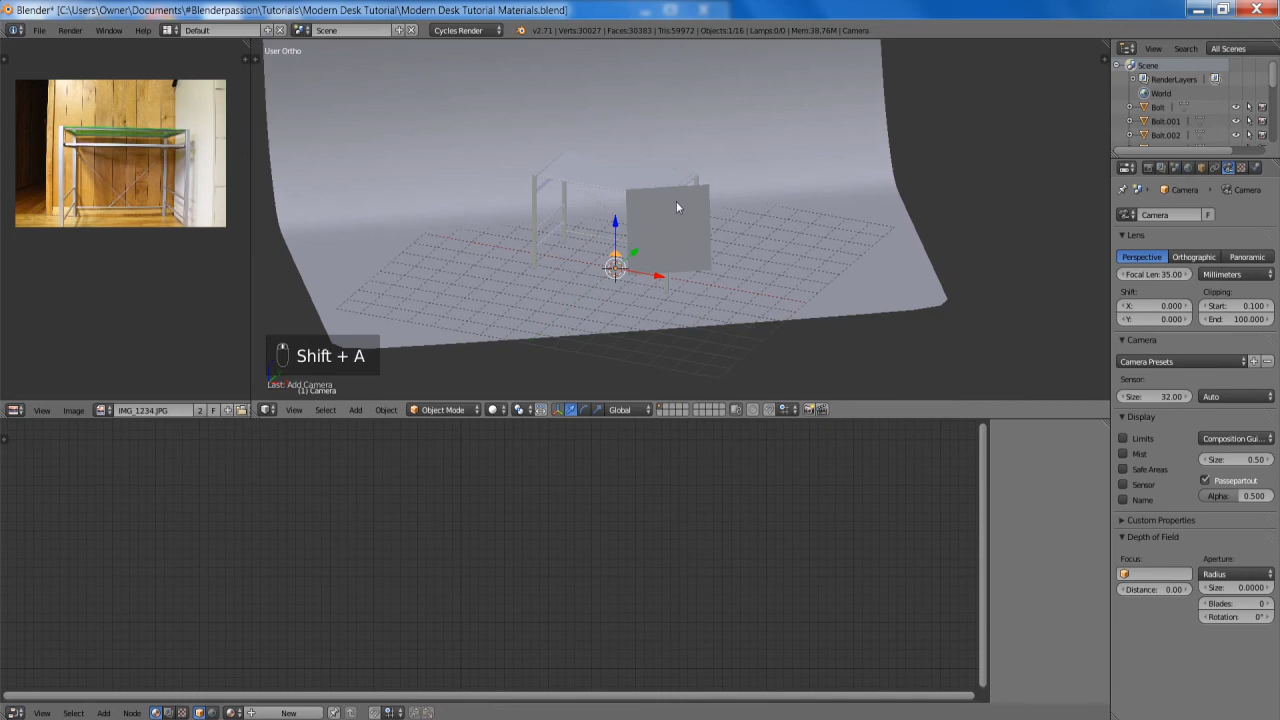 Blender* [C:\Users\Owner\Documents\#Blenderpassion\Tutorials\Modern Desk Tutorial\Modern Desk Tutorial Materials.blend]
File Render Window Help Default Scene Cycles Render v2.71 | Verts:30027 | Faces:30383 | Tris:59972 | Objects:1/16 | Lamps:0/0 | Mem:38.76M | Camera
User Ortho
View Search All Scenes
Scene
RenderLayers
World
Bolt
Bolt.001
Bolt.002
Camera Camera
Camera F
Lens
Perspective Orthographic Panoramic
Focal Len: 35.00 Millimeters
Shift: Clipping:
X: 0.000 Start: 0.100
Y: 0.000 End: 100.000
Camera
Camera Presets
Sensor:
Size: 32.00 Auto
Display
Limits Composition Gui...
Mist Size: 0.50
Safe Areas
Sensor Passepartout
Name Alpha: 0.500
Custom Properties
Depth of Field
Focus: Aperture:
Radius
Distance: 0.00 Size: 0.0000
Blades: 0
Rotation: 0°
Shift + A
Last: Add Camera
(1) Camera
View Image IMG_1234.JPG 2 F View Select Add Object Object Mode Global
View Select Add Node New